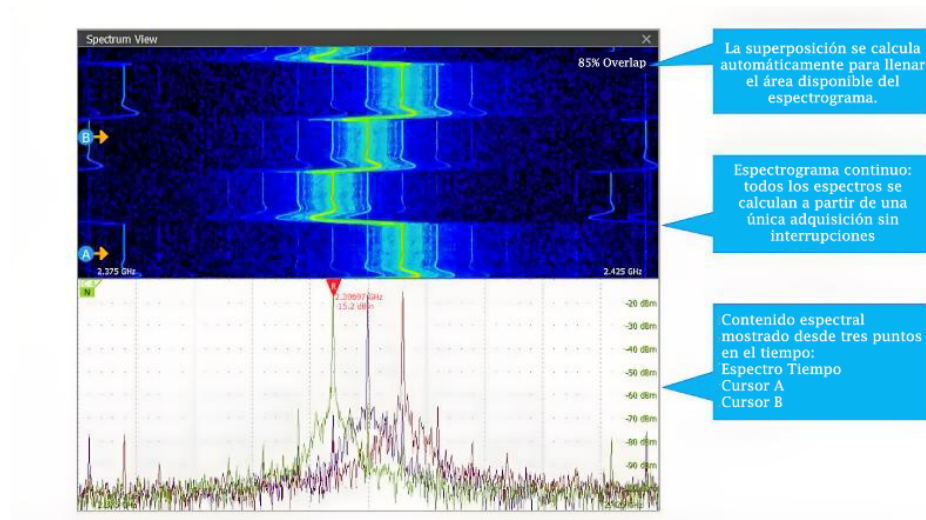 Spectrum View
85% Overlap
La superposición se calcula
automáticamente para llenar
el área disponible del
espectrograma.
B
Espectrograma continuo:
todos los espectros se
calculan a partir de una
única adquisición sin
interrupciones
A
2.375 GHz
2.425 GHz
N
R
-15.2 dBm
-20 dBm
-30 dBm
-40 dBm
-50 dBm
-60 dBm
-70 dBm
-80 dBm
-90 dBm
Contenido espectral
mostrado desde tres puntos
en el tiempo:
Espectro Tiempo
Cursor A
Cursor B